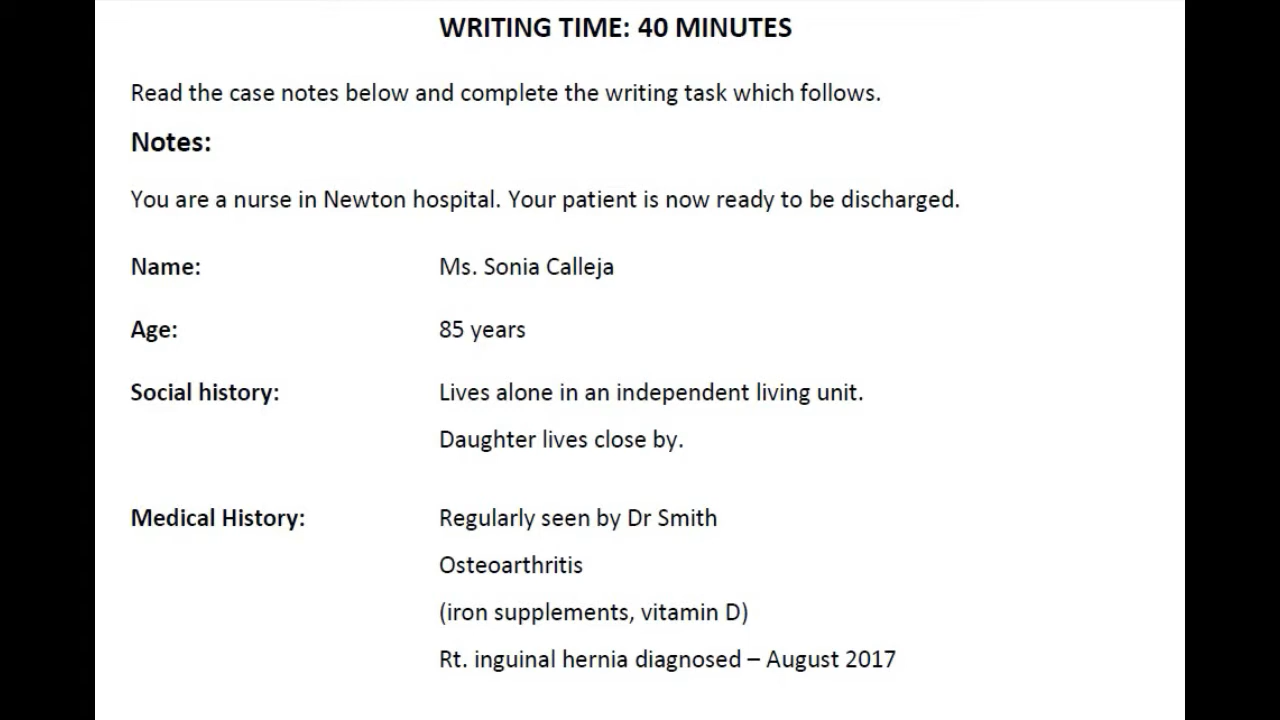 WRITING TIME: 40 MINUTES
Read the case notes below and complete the writing task which follows.
Notes:
You are a nurse in Newton hospital. Your patient is now ready to be discharged.
Name: Ms. Sonia Calleja
Age: 85 years
Social history: Lives alone in an independent living unit.
Daughter lives close by.
Medical History: Regularly seen by Dr Smith
Osteoarthritis
(iron supplements, vitamin D)
Rt. inguinal hernia diagnosed – August 2017